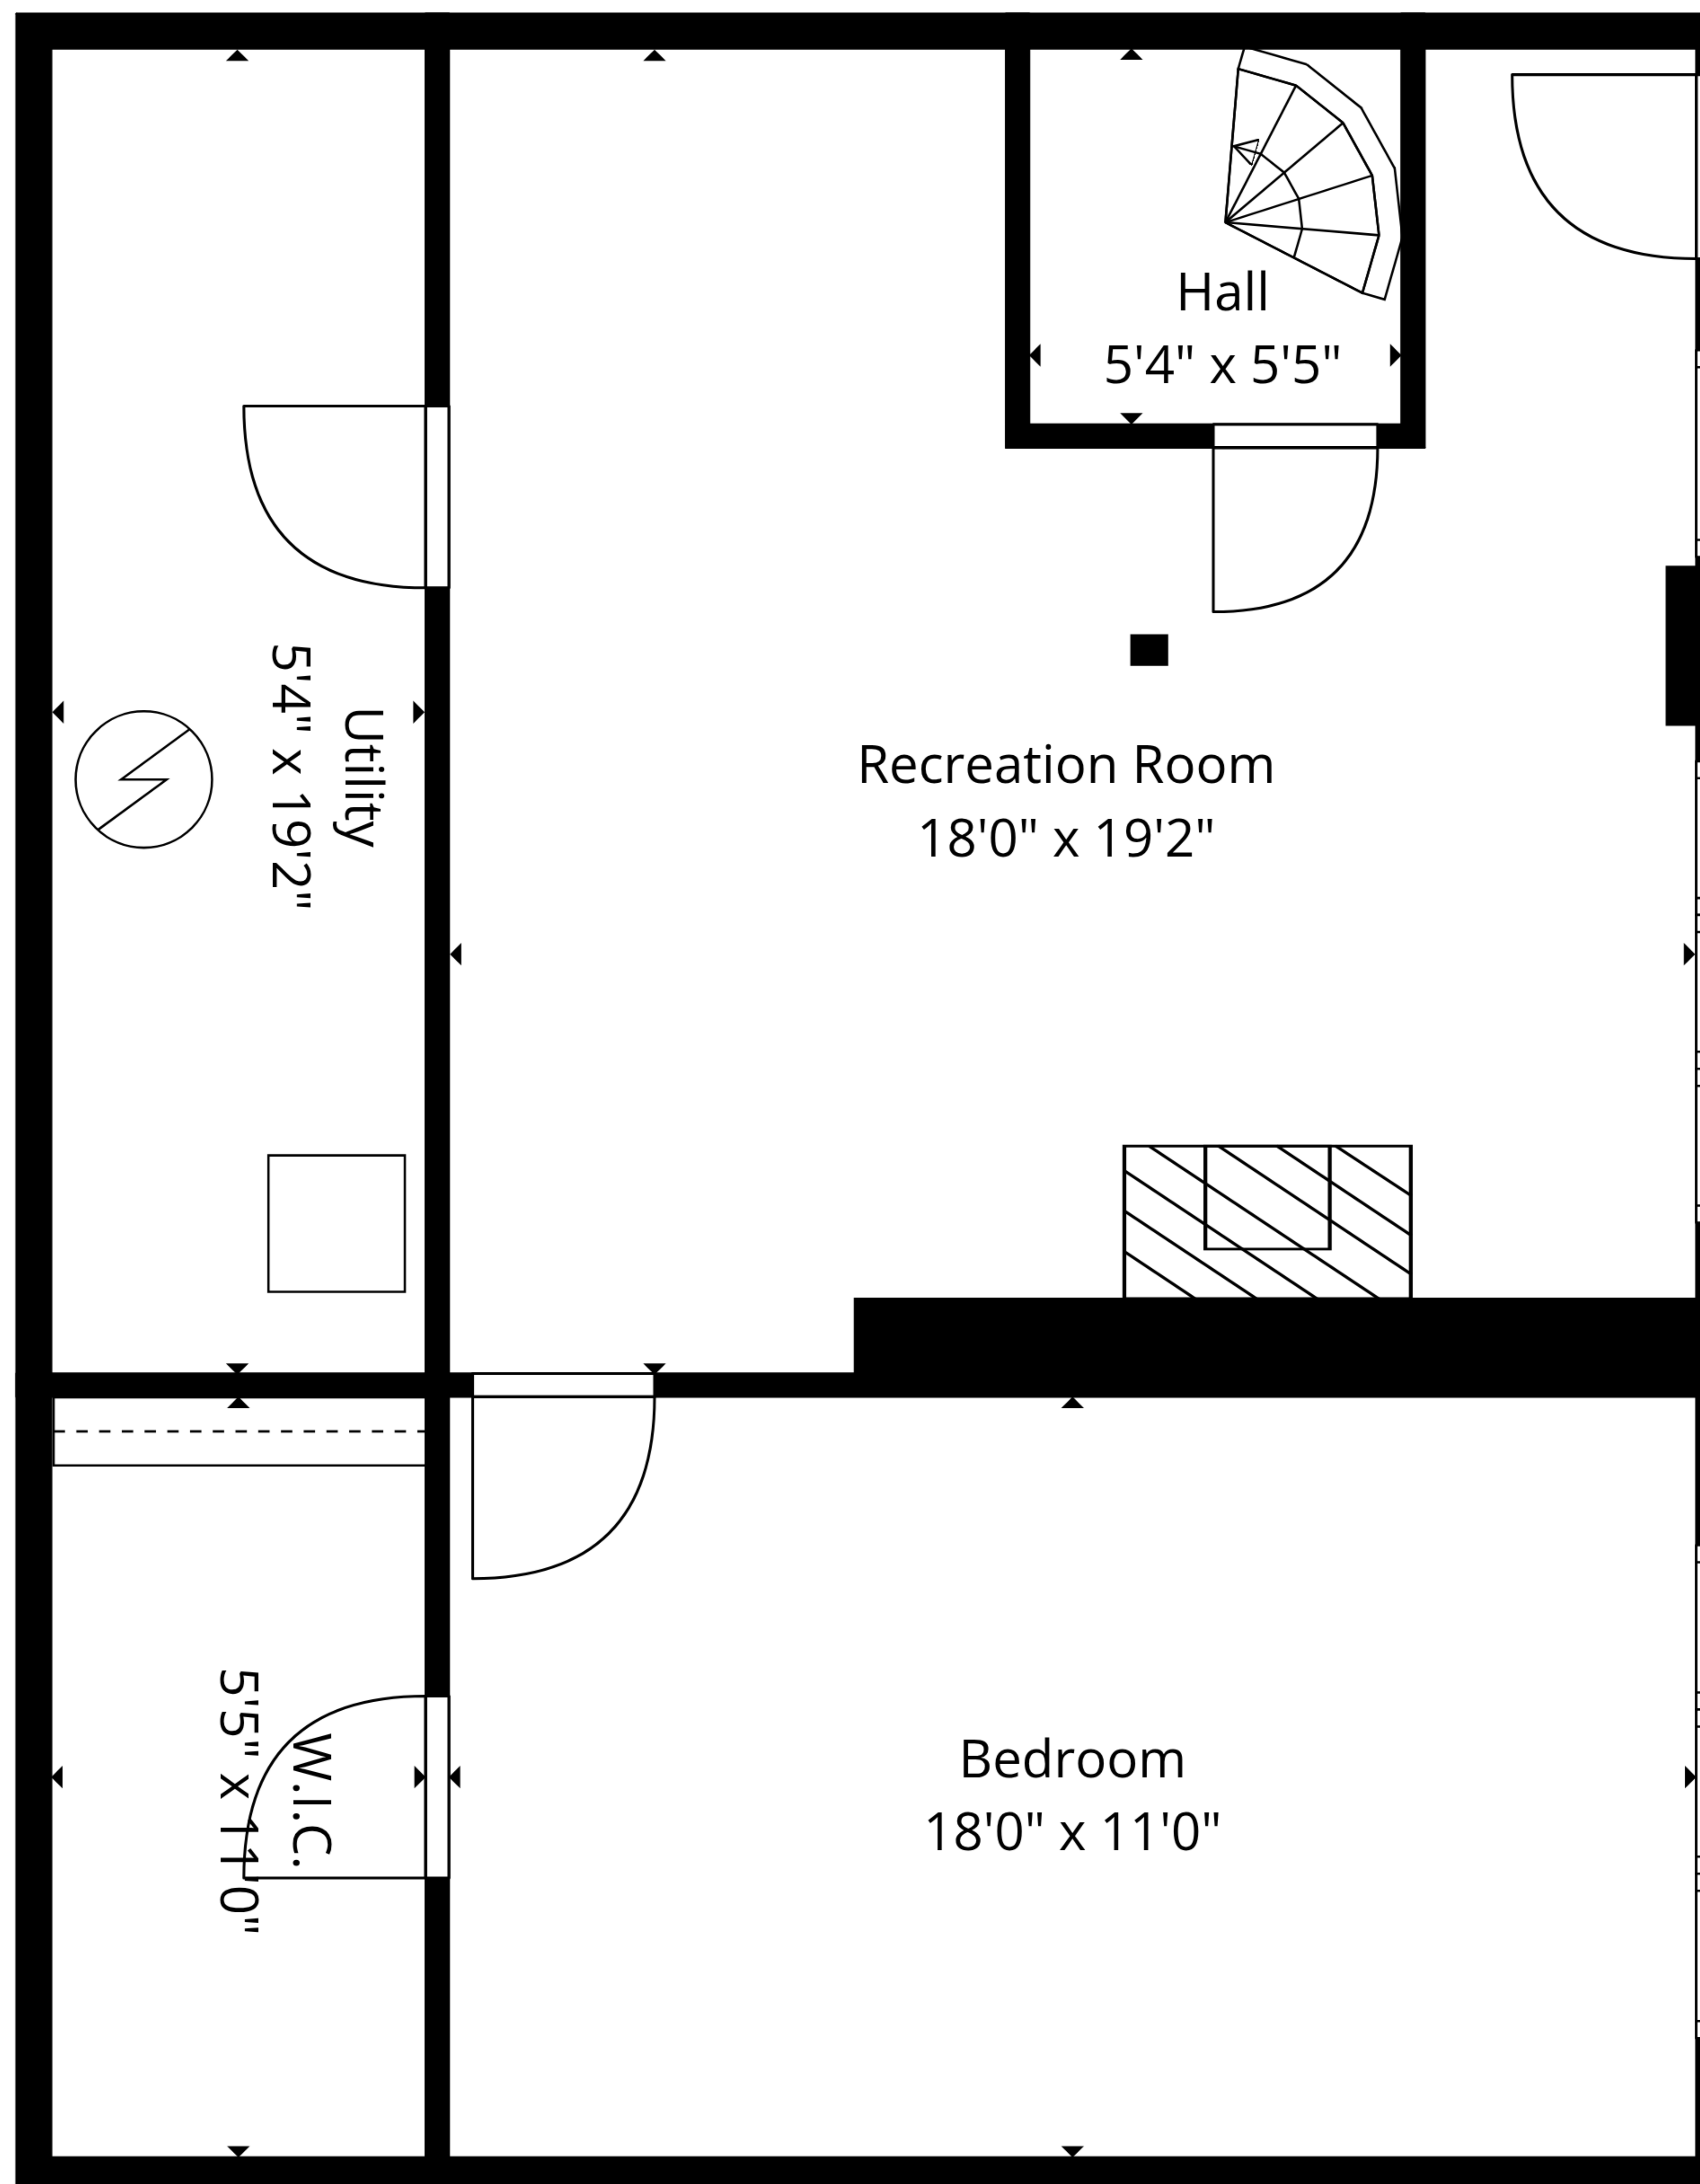 Hall
5'4" x 5'5"
Utility
5'4" x 19'2"
Recreation Room
18'0" x 19'2"
W.I.C.
5'5" x 11'0"
Bedroom
18'0" x 11'0"